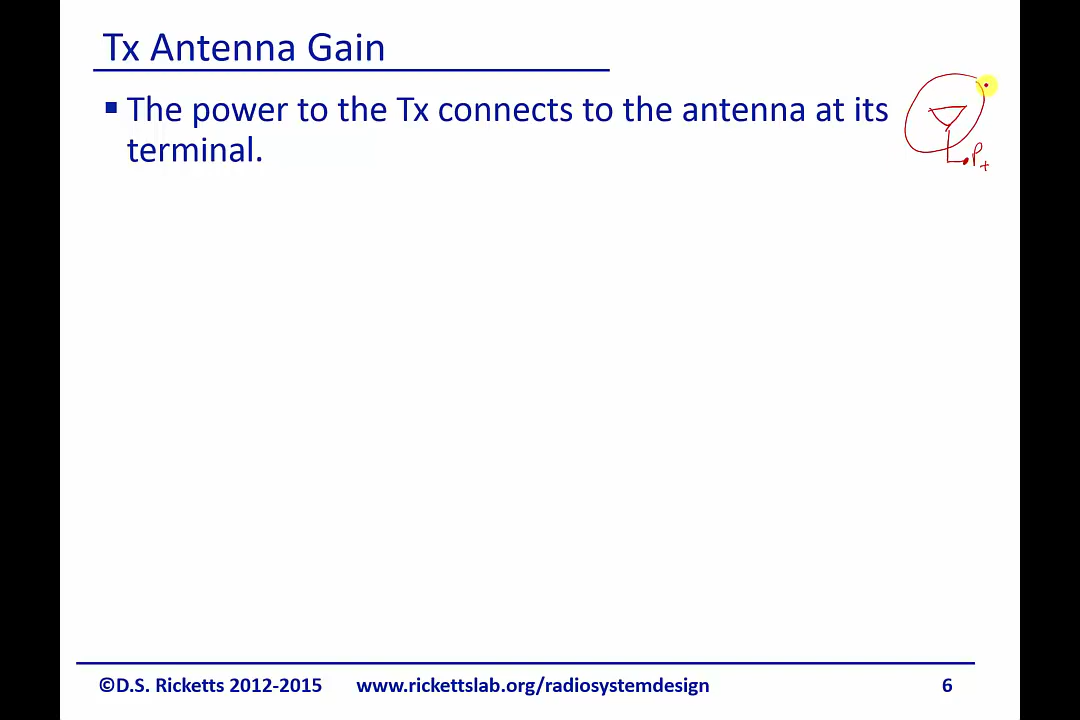 Tx Antenna Gain
▪ The power to the Tx connects to the antenna at its
terminal.
P+
©D.S. Ricketts 2012-2015 www.rickettslab.org/radiosystemdesign 6